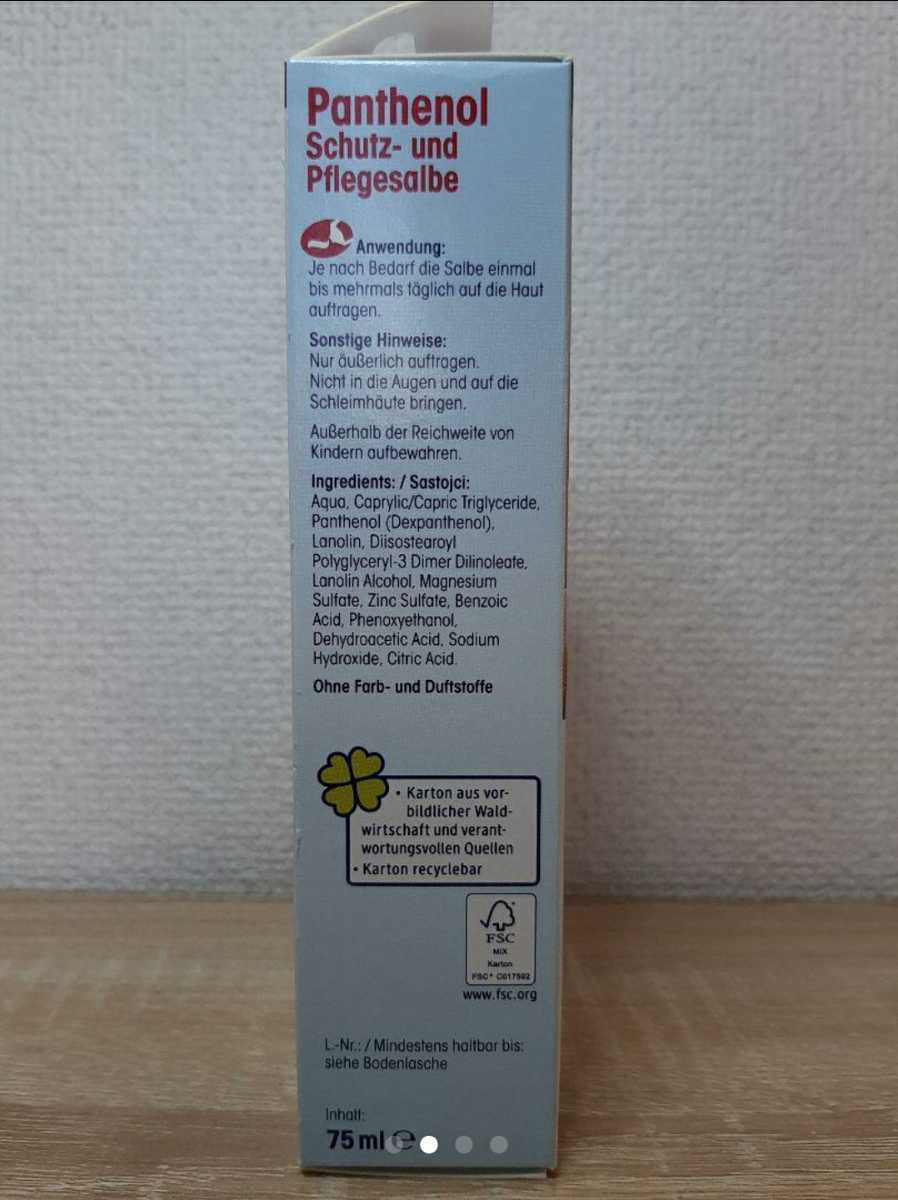 Panthenol
Schutz- und
Pflegesalbe
Anwendung:
Je nach Bedarf die Salbe einmal
bis mehrmals täglich auf die Haut
auftragen.
Sonstige Hinweise:
Nur äußerlich auftragen.
Nicht in die Augen und auf die
Schleimhäute bringen.
Außerhalb der Reichweite von
Kindern aufbewahren.
Ingredients: / Sastojci:
Aqua, Caprylic/Capric Triglyceride,
Panthenol (Dexpanthenol),
Lanolin, Diisostearoyl
Polyglyceryl-3 Dimer Dilinoleate,
Lanolin Alcohol, Magnesium
Sulfate, Zinc Sulfate, Benzoic
Acid, Phenoxyethanol,
Dehydroacetic Acid, Sodium
Hydroxide, Citric Acid.
Ohne Farb- und Duftstoffe
• Karton aus vor-
bildlicher Wald-
wirtschaft und verant-
wortungsvollen Quellen
• Karton recyclebar
FSC
MIX
Karton
FSC® C017592
www.fsc.org
L.-Nr.: / Mindestens haltbar bis:
siehe Bodenlasche
Inhalt:
75 ml ℮